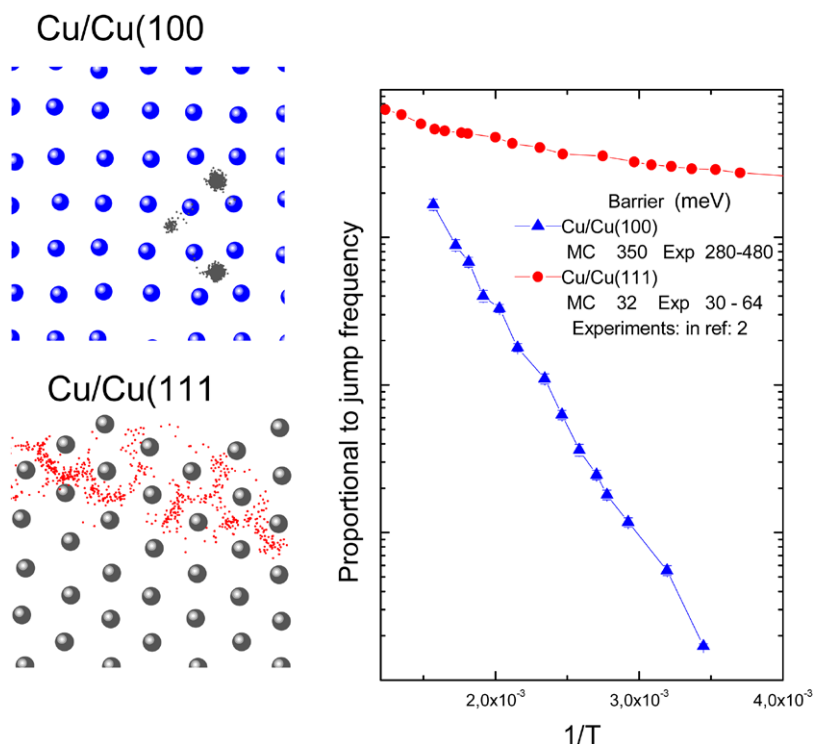 Cu/Cu(100
Cu/Cu(111
Proportional to jump frequency
Barrier (meV)
Cu/Cu(100)
MC 350 Exp 280-480
Cu/Cu(111)
MC 32 Exp 30 - 64
Experiments: in ref: 2
2,0x10⁻³ 3,0x10⁻³ 4,0x10⁻³
1/T